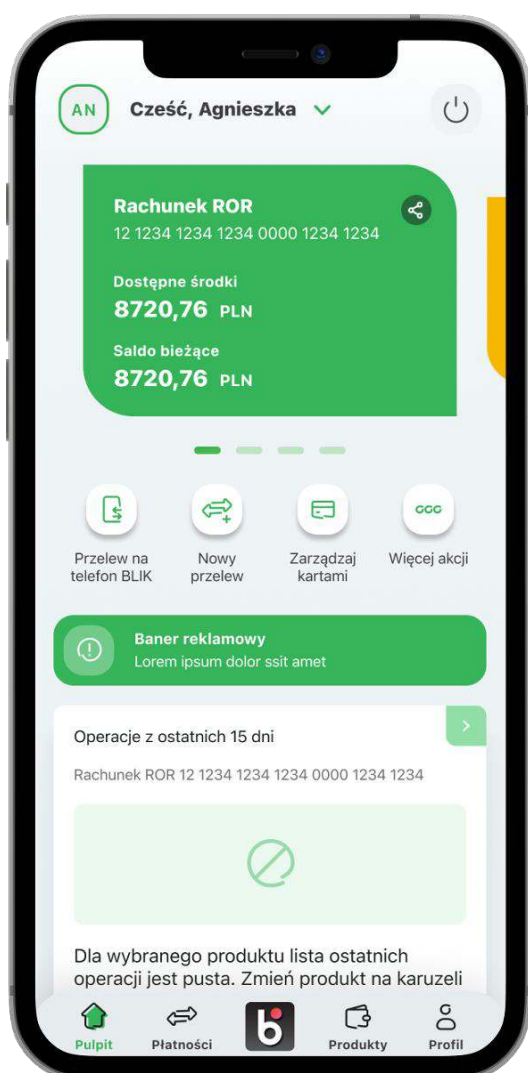 AN
Cześć, Agnieszka
Rachunek ROR
12 1234 1234 1234 0000 1234 1234
Dostępne środki
8720,76 PLN
Saldo bieżące
8720,76 PLN
Przelew na
telefon BLIK
Nowy
przelew
Zarządzaj
kartami
Więcej akcji
Baner reklamowy
Lorem ipsum dolor ssit amet
Operacje z ostatnich 15 dni
Rachunek ROR 12 1234 1234 1234 0000 1234 1234
Dla wybranego produktu lista ostatnich
operacji jest pusta. Zmień produkt na karuzeli
Pulpit
Płatności
Produkty
Profil